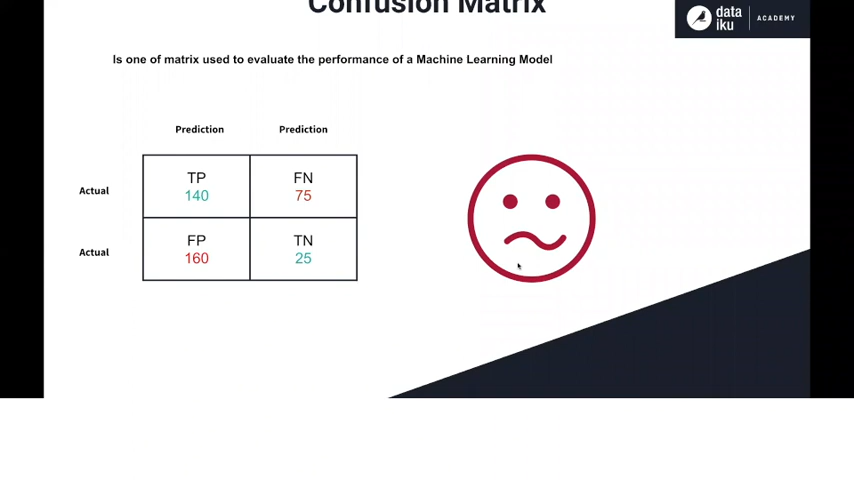 Confusion Matrix
data
iku
ACADEMY
Is one of matrix used to evaluate the performance of a Machine Learning Model
Prediction Prediction
TP FN
Actual
140 75
FP TN
Actual
160 25